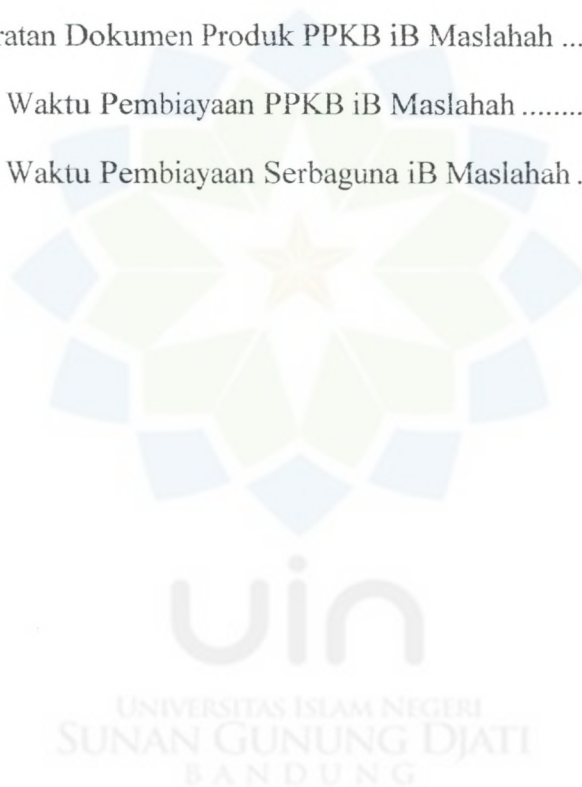 ratan Dokumen Produk PPKB iB Maslahah ...
Waktu Pembiayaan PPKB iB Maslahah ........
Waktu Pembiayaan Serbaguna iB Maslahah .
uin
UNIVERSITAS ISLAM NEGERI
SUNAN GUNUNG DJATI
BANDUNG